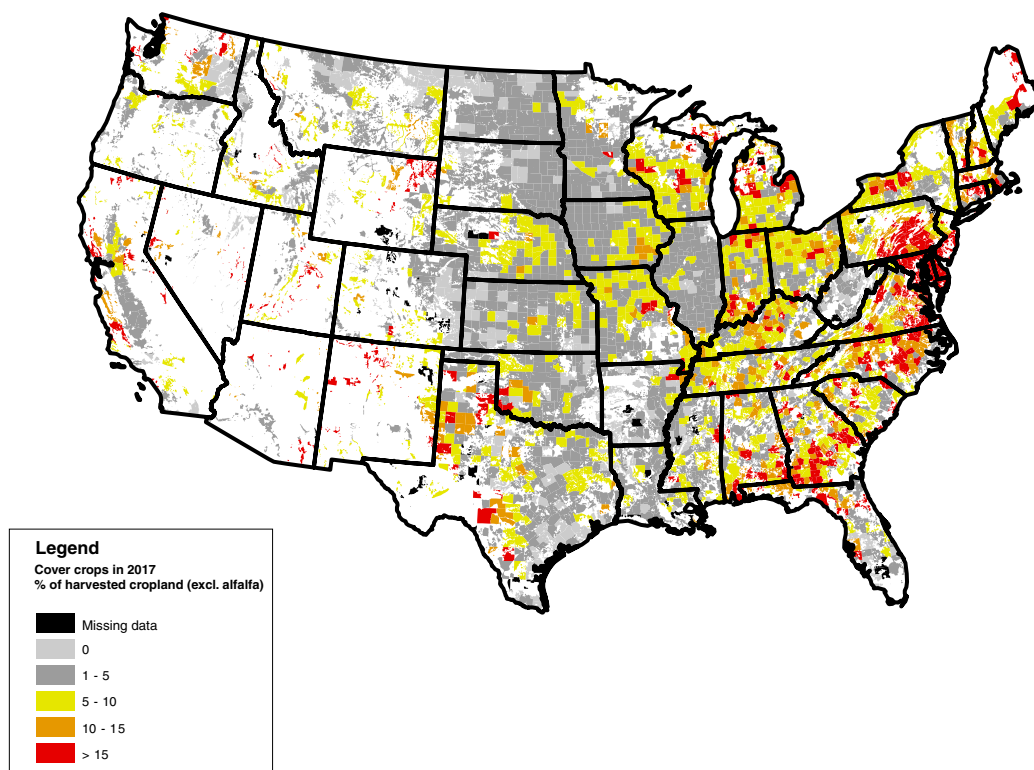 Legend
Cover crops in 2017
% of harvested cropland (excl. alfalfa)
Missing data
0
1 - 5
5 - 10
10 - 15
> 15